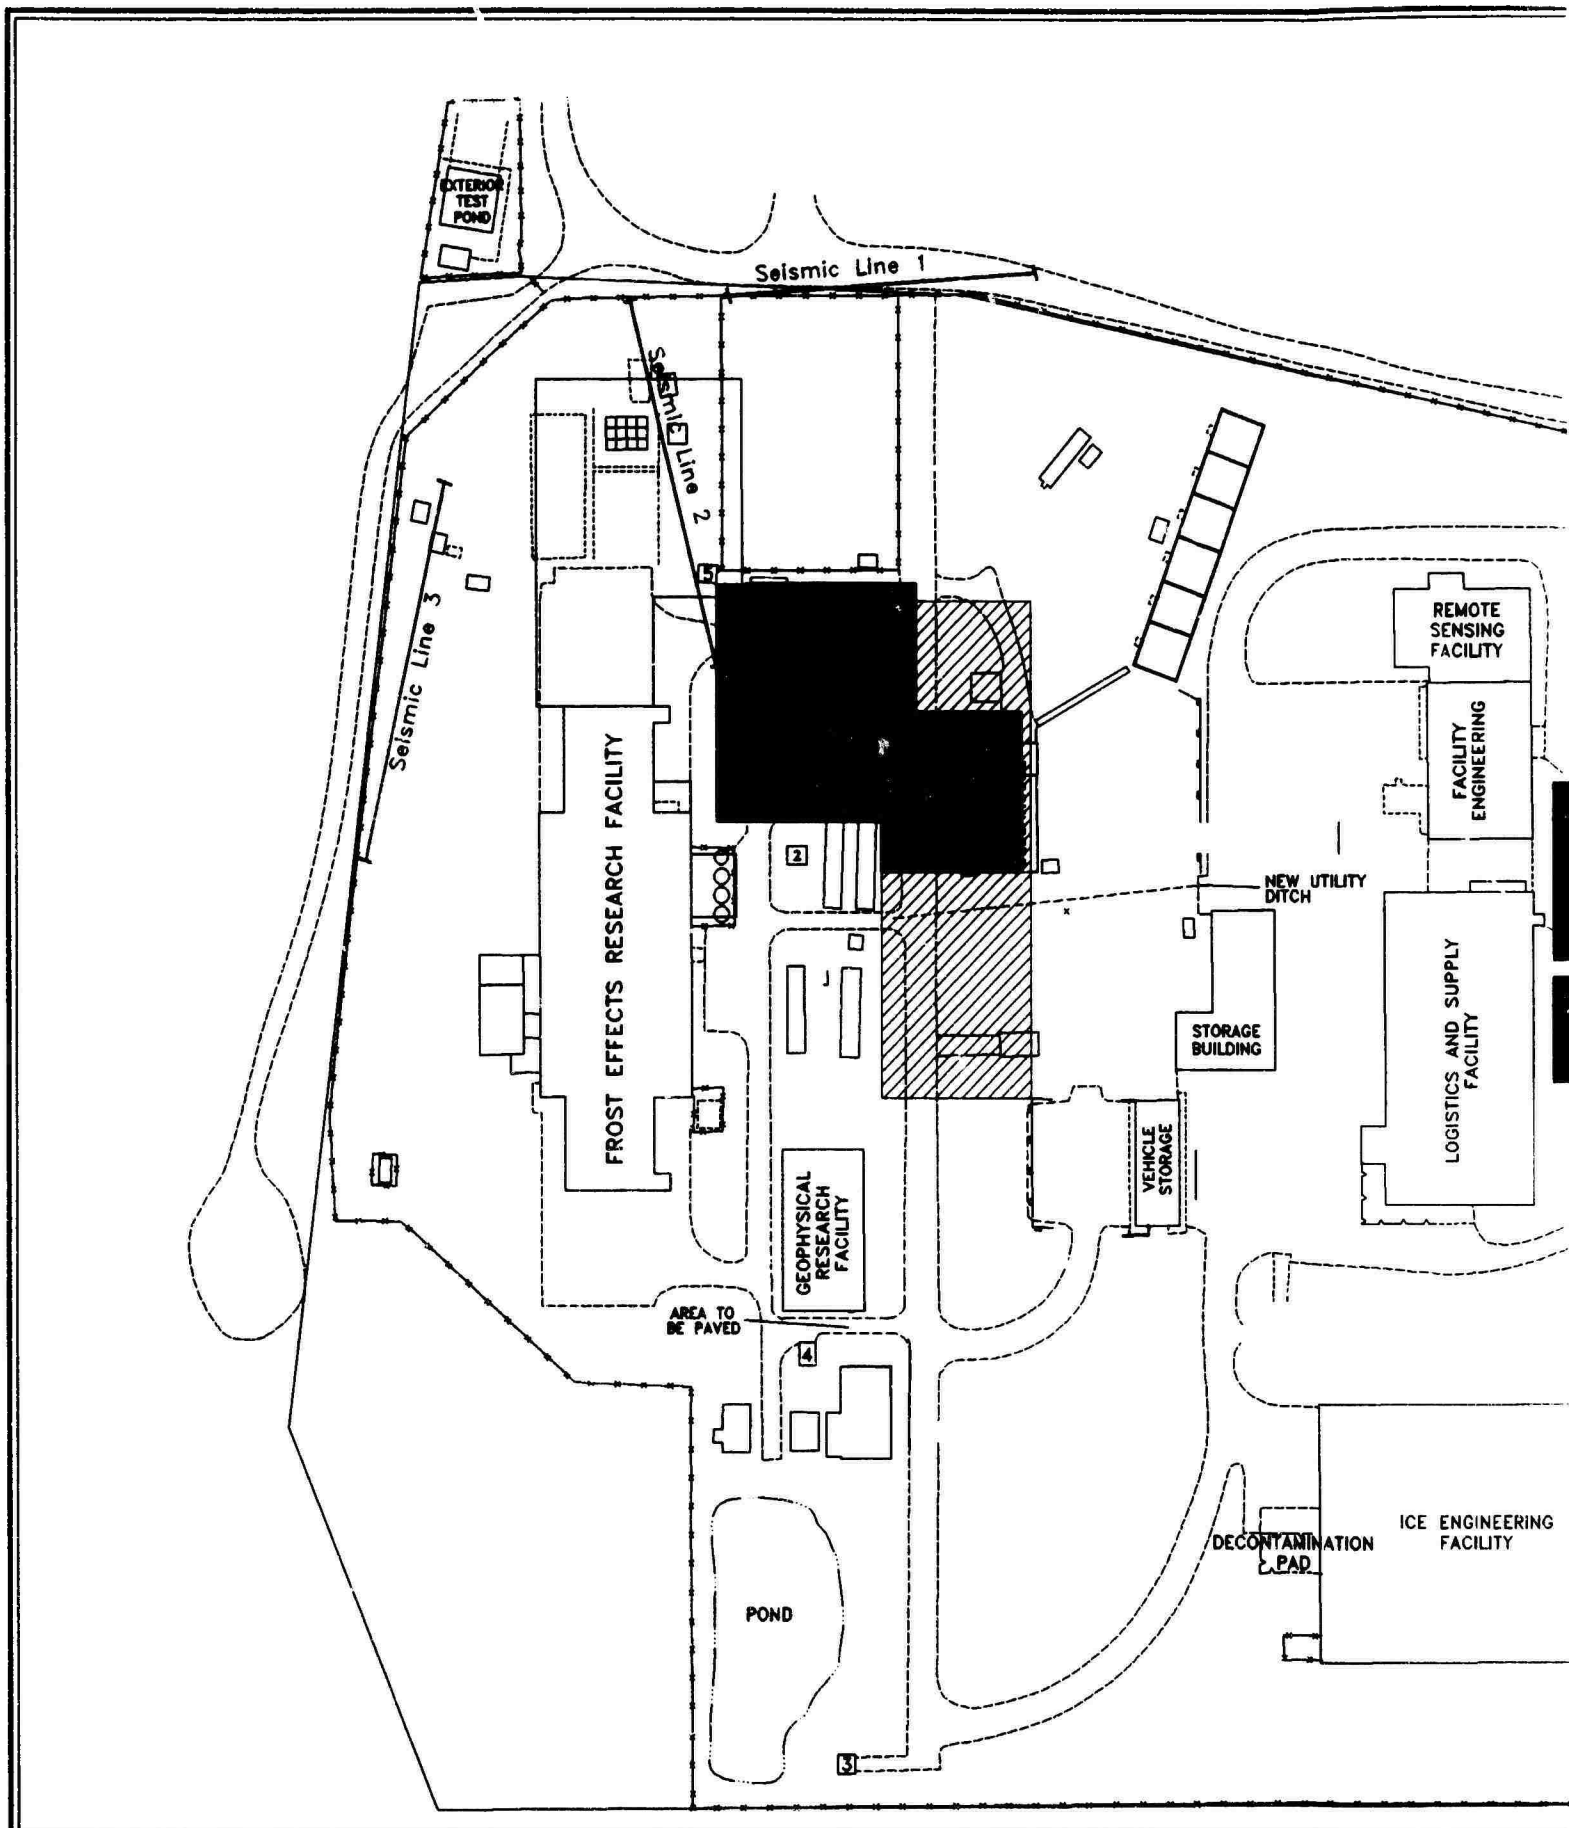 EXTERIOR
TEST
POND
Seismic Line 1
Seismic Line 2
Seismic Line 3
5
REMOTE
SENSING
FACILITY
FACILITY
ENGINEERING
FROST EFFECTS RESEARCH FACILITY
2
NEW UTILITY
DITCH
LOGISTICS AND SUPPLY
FACILITY
STORAGE
BUILDING
VEHICLE
STORAGE
GEOPHYSICAL
RESEARCH
FACILITY
AREA TO
BE PAVED
4
ICE ENGINEERING
FACILITY
DECONTAMINATION
PAD
POND
3